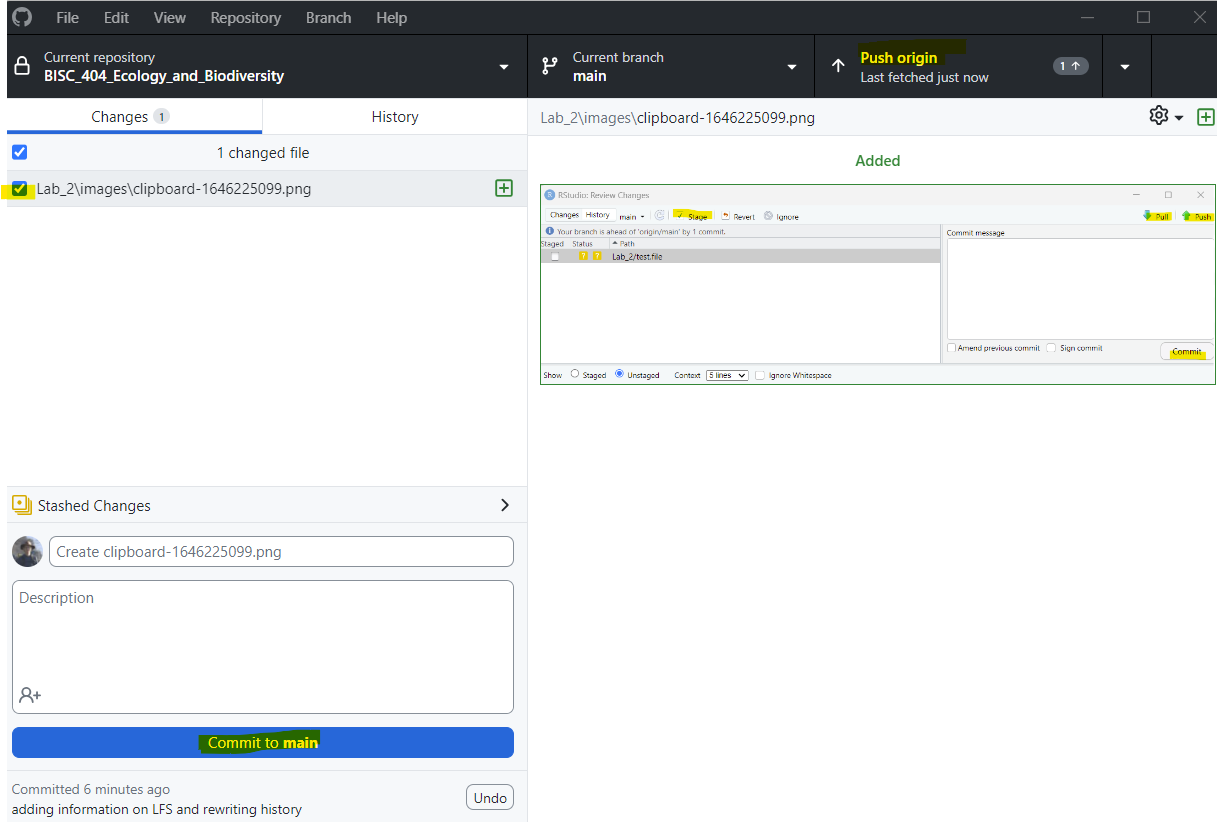 File Edit View Repository Branch Help
Current repository
BISC_404_Ecology_and_Biodiversity
Current branch
main
Push origin
Last fetched just now
1
Changes 1
History
1 changed file
Lab_2\images\clipboard-1646225099.png
Stashed Changes
Create clipboard-1646225099.png
Description
Commit to main
Committed 6 minutes ago
adding information on LFS and rewriting history
Undo
Lab_2\images\clipboard-1646225099.png
Added
RStudio: Review Changes
Changes History main Stage Revert Ignore Pull Push
Your branch is ahead of 'origin/main' by 1 commit.
Staged Status Path
? ? Lab_2/test.file
Commit message
Amend previous commit Sign commit
Commit
Show Staged Unstaged Context 5 lines Ignore Whitespace